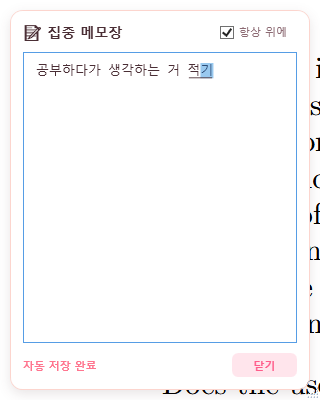 집중 메모장
항상 위에
공부하다가 생각하는 거 적기
자동 저장 완료
닫기
Does the